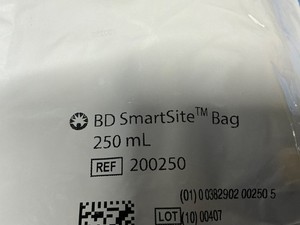 BD SmartSite™ Bag
250 mL
REF 200250
(01) 0 0382902 00250 5
LOT (10) 00407